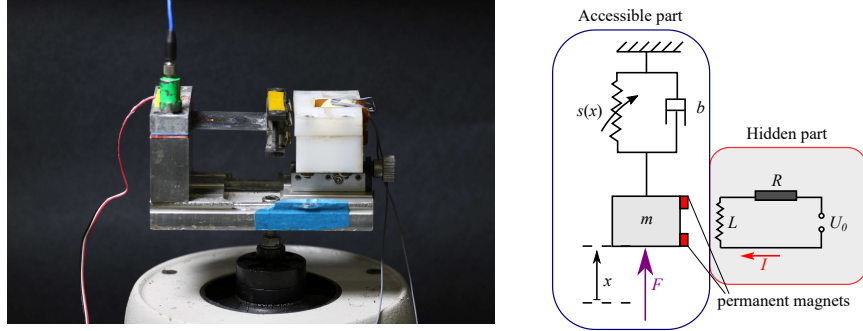 Accessible part
s(x)
b
Hidden part
R
m
L
U0
I
x
F
permanent magnets